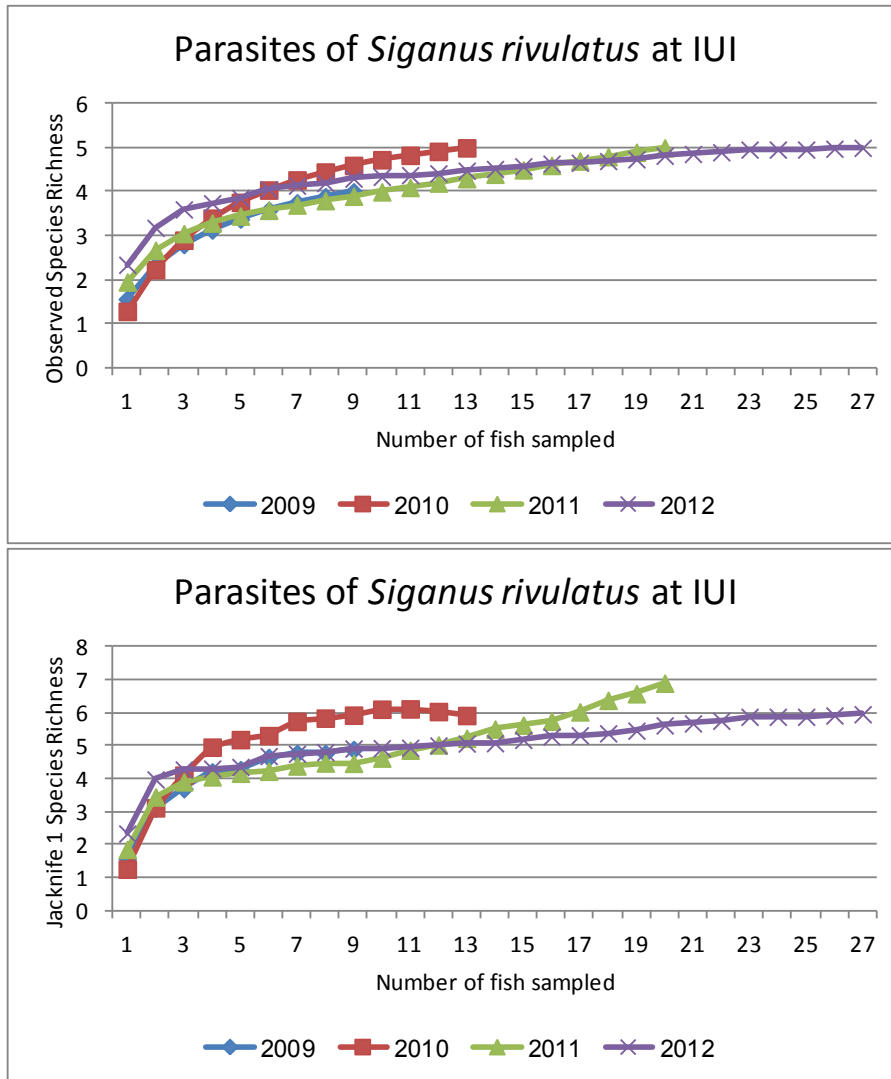 Parasites of Siganus rivulatus at IUI
Observed Species Richness
6
5
4
3
2
1
0
1 3 5 7 9 11 13 15 17 19 21 23 25 27
Number of fish sampled
2009 2010 2011 2012
Parasites of Siganus rivulatus at IUI
Jacknife 1 Species Richness
8
7
6
5
4
3
2
1
0
1 3 5 7 9 11 13 15 17 19 21 23 25 27
Number of fish sampled
2009 2010 2011 2012